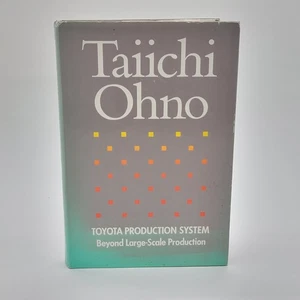 Taiichi
Ohno
TOYOTA PRODUCTION SYSTEM
Beyond Large-Scale Production